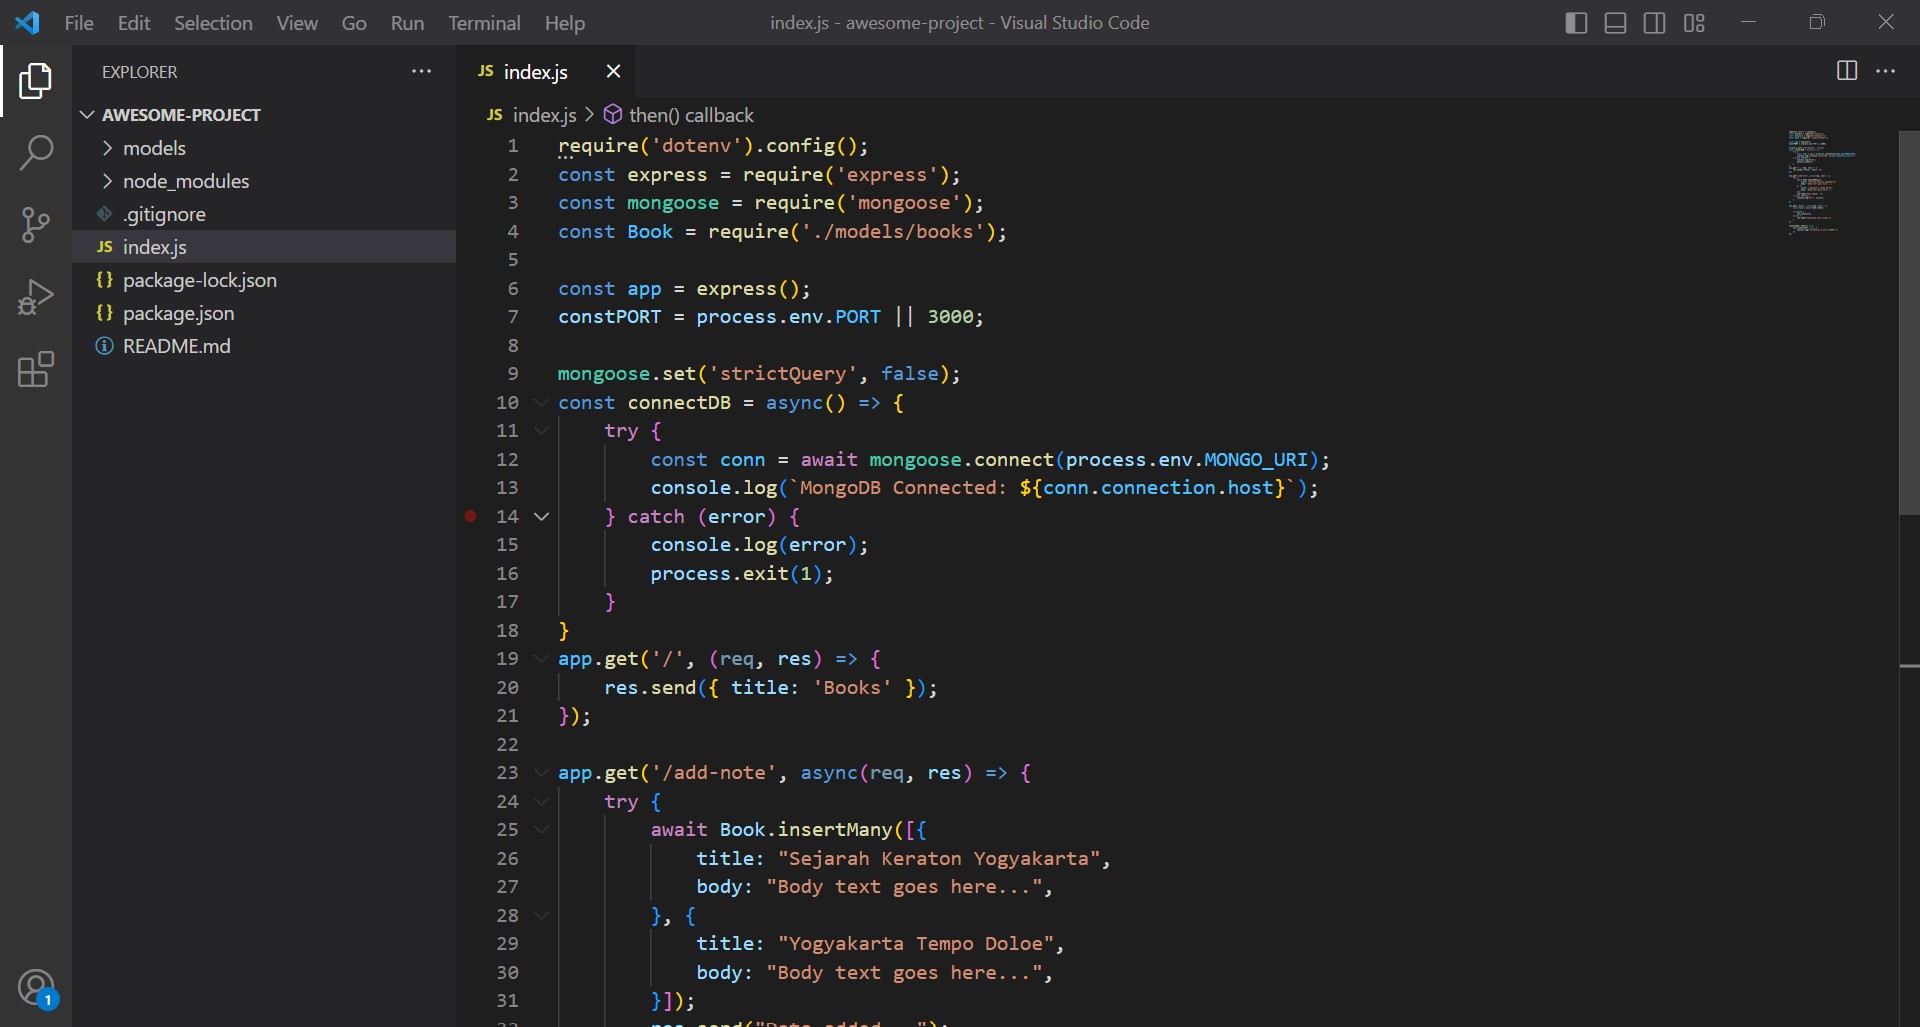 File Edit Selection View Go Run Terminal Help
index.js - awesome-project - Visual Studio Code
EXPLORER
AWESOME-PROJECT
models
node_modules
.gitignore
JS index.js
{} package-lock.json
{} package.json
README.md
1
JS index.js
JS index.js > then() callback
1 require('dotenv').config();
2 const express = require('express');
3 const mongoose = require('mongoose');
4 const Book = require('./models/books');
5
6 const app = express();
7 constPORT = process.env.PORT || 3000;
8
9 mongoose.set('strictQuery', false);
10 const connectDB = async() => {
11 try {
12 const conn = await mongoose.connect(process.env.MONGO_URI);
13 console.log(`MongoDB Connected: ${conn.connection.host}`);
14 } catch (error) {
15 console.log(error);
16 process.exit(1);
17 }
18 }
19 app.get('/', (req, res) => {
20 res.send({ title: 'Books' });
21 });
22
23 app.get('/add-note', async(req, res) => {
24 try {
25 await Book.insertMany([{
26 title: "Sejarah Keraton Yogyakarta",
27 body: "Body text goes here...",
28 }, {
29 title: "Yogyakarta Tempo Doloe",
30 body: "Body text goes here...",
31 }]);